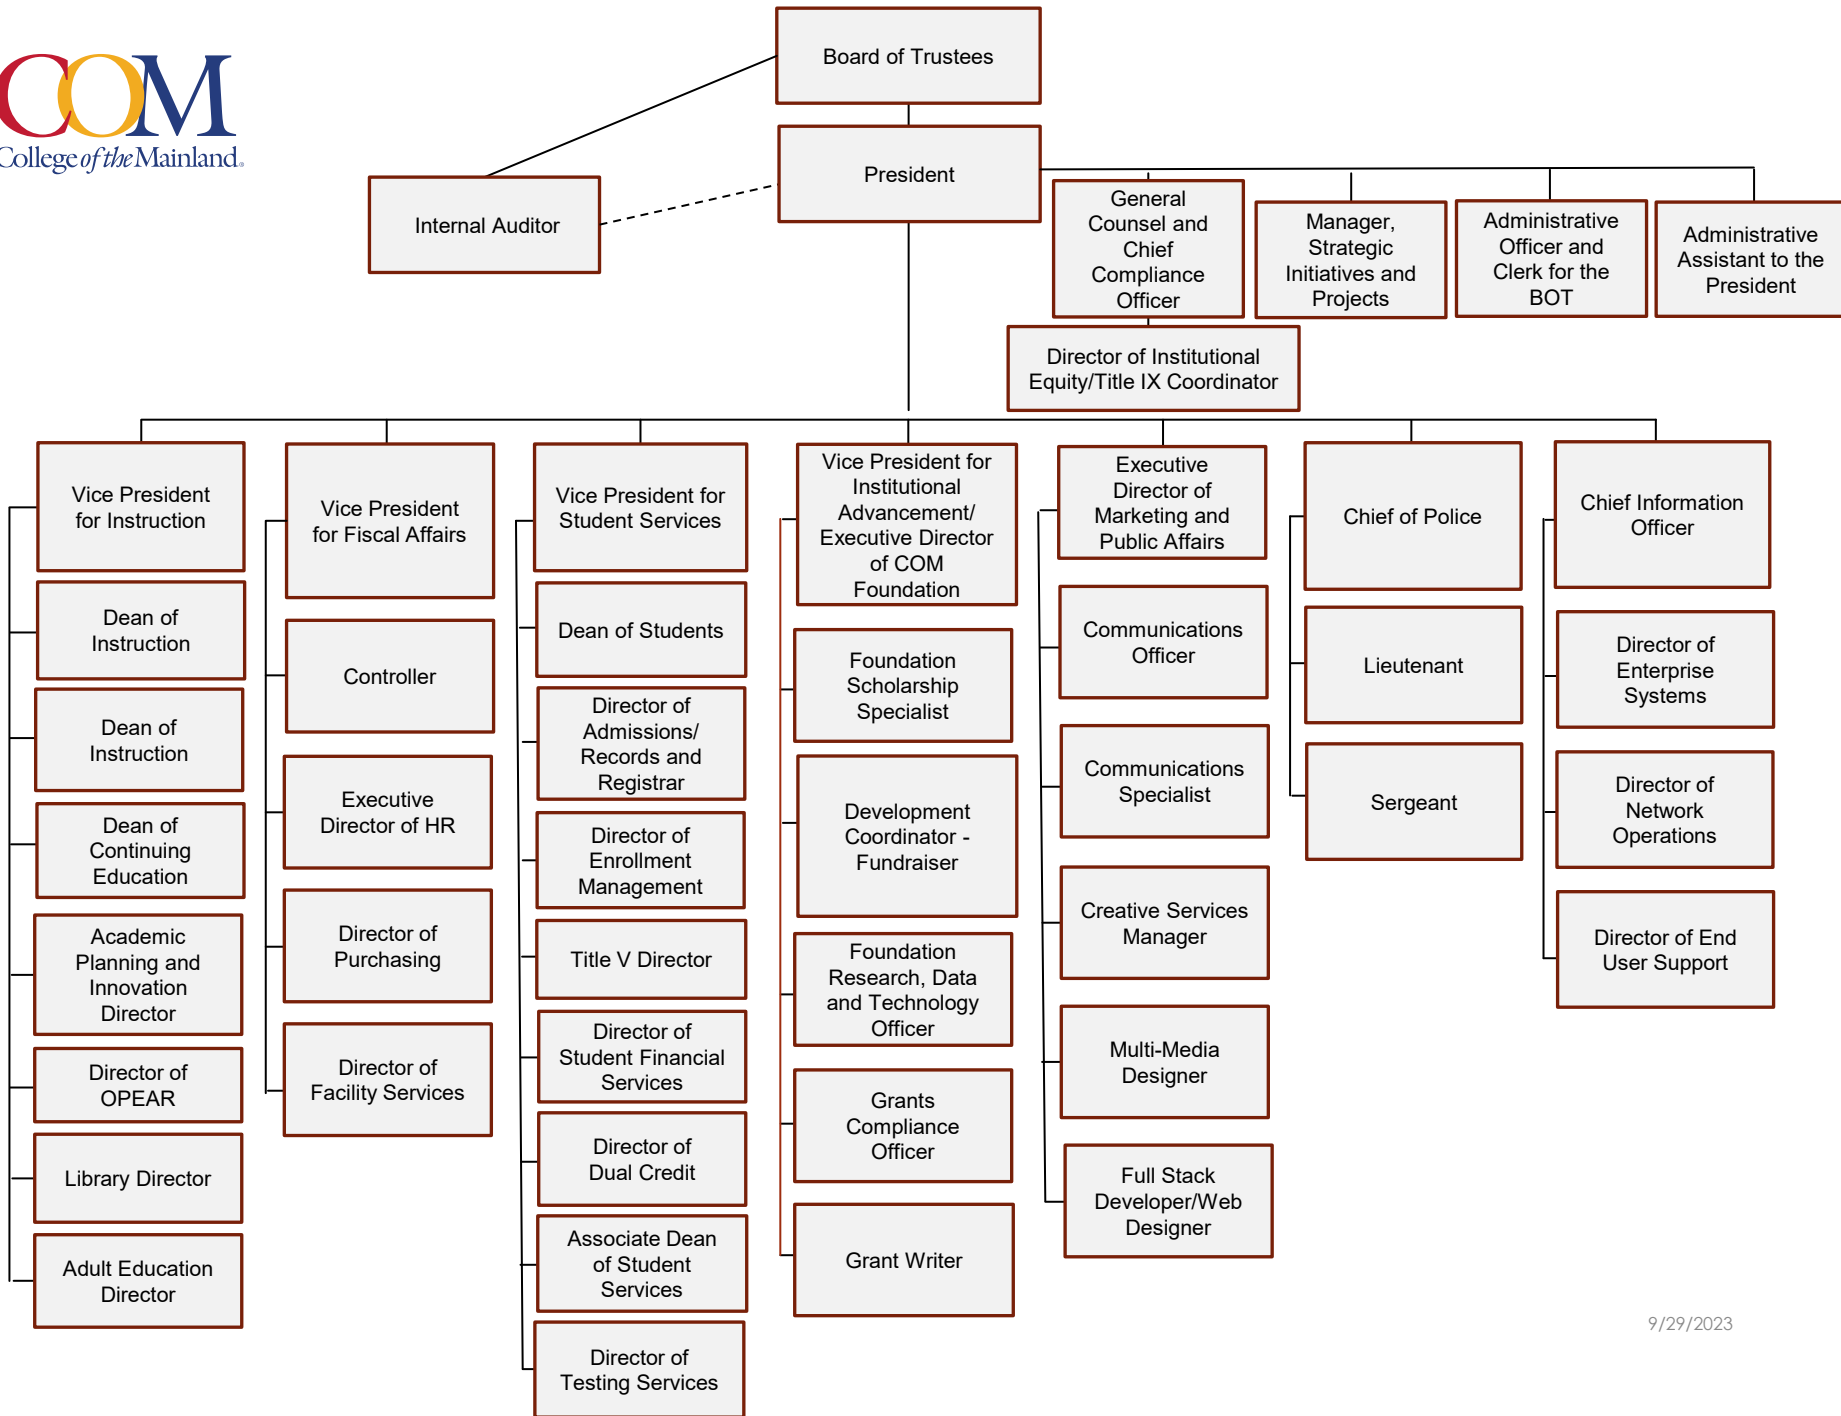 Board of Trustees
COM
College of the Mainland®
President
Internal Auditor
General
Counsel and
Chief
Compliance
Officer
Manager,
Strategic
Initiatives and
Projects
Administrative
Officer and
Clerk for the
BOT
Administrative
Assistant to the
President
Director of Institutional
Equity/Title IX Coordinator
Vice President
for Instruction
Dean of
Instruction
Dean of
Instruction
Dean of
Continuing
Education
Academic
Planning and
Innovation
Director
Director of
OPEAR
Library Director
Adult Education
Director
Vice President
for Fiscal Affairs
Controller
Executive
Director of HR
Director of
Purchasing
Director of
Facility Services
Vice President for
Student Services
Dean of Students
Director of
Admissions/
Records and
Registrar
Director of
Enrollment
Management
Title V Director
Director of
Student Financial
Services
Director of
Dual Credit
Associate Dean
of Student
Services
Director of
Testing Services
Vice President for
Institutional
Advancement/
Executive Director
of COM
Foundation
Foundation
Scholarship
Specialist
Development
Coordinator -
Fundraiser
Foundation
Research, Data
and Technology
Officer
Grants
Compliance
Officer
Grant Writer
Executive
Director of
Marketing and
Public Affairs
Communications
Officer
Communications
Specialist
Creative Services
Manager
Multi-Media
Designer
Full Stack
Developer/Web
Designer
Chief of Police
Lieutenant
Sergeant
Chief Information
Officer
Director of
Enterprise
Systems
Director of
Network
Operations
Director of End
User Support
9/29/2023